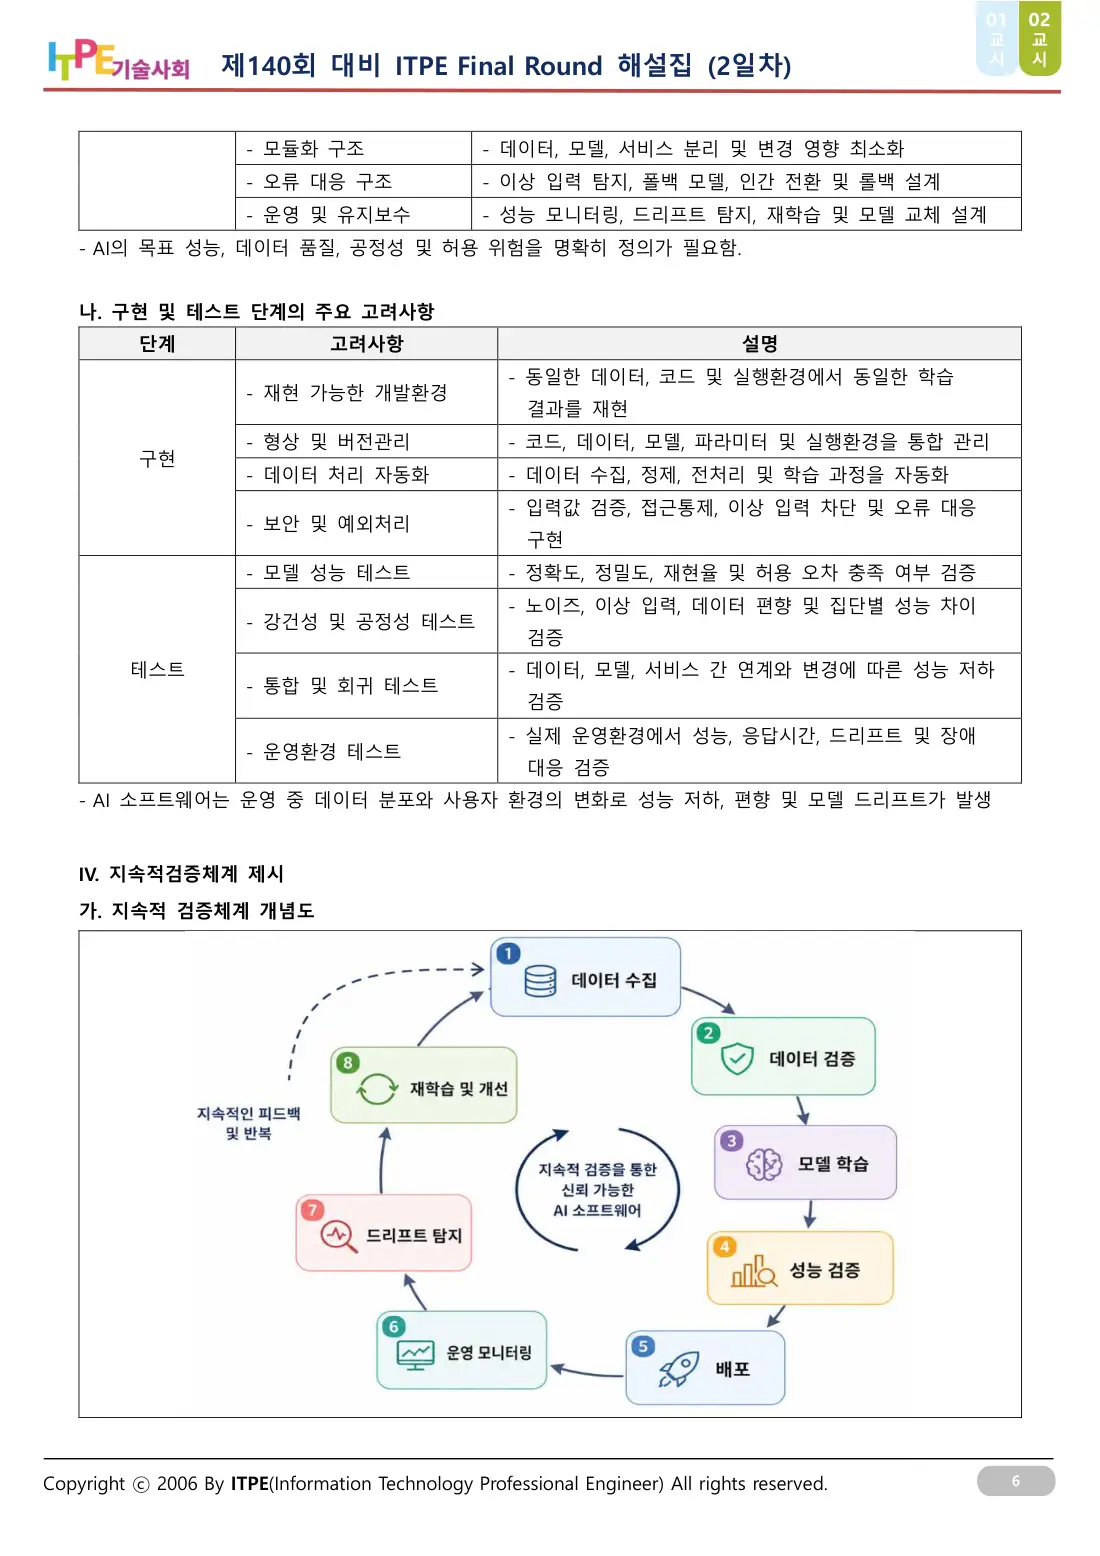 ITPE기술사회
제140회 대비 ITPE Final Round 해설집 (2일차)
01 교시
02 교시
- 모듈화 구조
- 데이터, 모델, 서비스 분리 및 변경 영향 최소화
- 오류 대응 구조
- 이상 입력 탐지, 폴백 모델, 인간 전환 및 롤백 설계
- 운영 및 유지보수
- 성능 모니터링, 드리프트 탐지, 재학습 및 모델 교체 설계
- AI의 목표 성능, 데이터 품질, 공정성 및 허용 위험을 명확히 정의가 필요함.
나. 구현 및 테스트 단계의 주요 고려사항
단계
고려사항
설명
구현
- 재현 가능한 개발환경
- 동일한 데이터, 코드 및 실행환경에서 동일한 학습
결과를 재현
- 형상 및 버전관리
- 코드, 데이터, 모델, 파라미터 및 실행환경을 통합 관리
- 데이터 처리 자동화
- 데이터 수집, 정제, 전처리 및 학습 과정을 자동화
- 보안 및 예외처리
- 입력값 검증, 접근통제, 이상 입력 차단 및 오류 대응
구현
테스트
- 모델 성능 테스트
- 정확도, 정밀도, 재현율 및 허용 오차 충족 여부 검증
- 강건성 및 공정성 테스트
- 노이즈, 이상 입력, 데이터 편향 및 집단별 성능 차이
검증
- 통합 및 회귀 테스트
- 데이터, 모델, 서비스 간 연계와 변경에 따른 성능 저하
검증
- 운영환경 테스트
- 실제 운영환경에서 성능, 응답시간, 드리프트 및 장애
대응 검증
- AI 소프트웨어는 운영 중 데이터 분포와 사용자 환경의 변화로 성능 저하, 편향 및 모델 드리프트가 발생
IV. 지속적검증체계 제시
가. 지속적 검증체계 개념도
1 데이터 수집
2 데이터 검증
3 모델 학습
4 성능 검증
5 배포
6 운영 모니터링
7 드리프트 탐지
8 재학습 및 개선
지속적인 피드백
및 반복
지속적 검증을 통한
신뢰 가능한
AI 소프트웨어
Copyright ⓒ 2006 By ITPE(Information Technology Professional Engineer) All rights reserved.
6